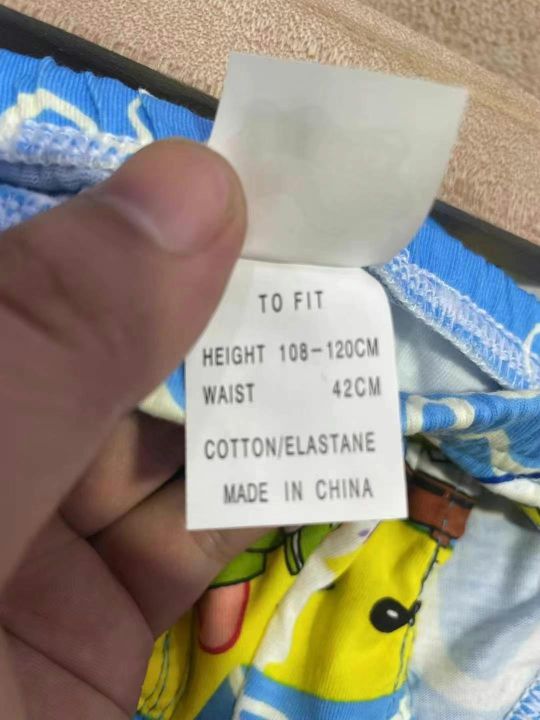 TO FIT
HEIGHT 108-120CM
WAIST 42CM
COTTON/ELASTANE
MADE IN CHINA